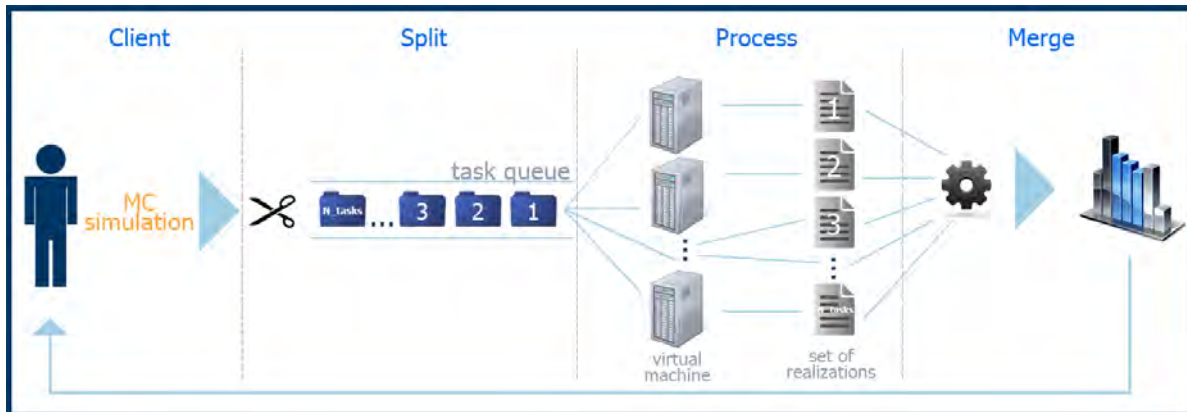 Client
Split
Process
Merge
MC
simulation
task queue
N_tasks
...
3
2
1
1
2
3
N_tasks
virtual
machine
set of
realizations